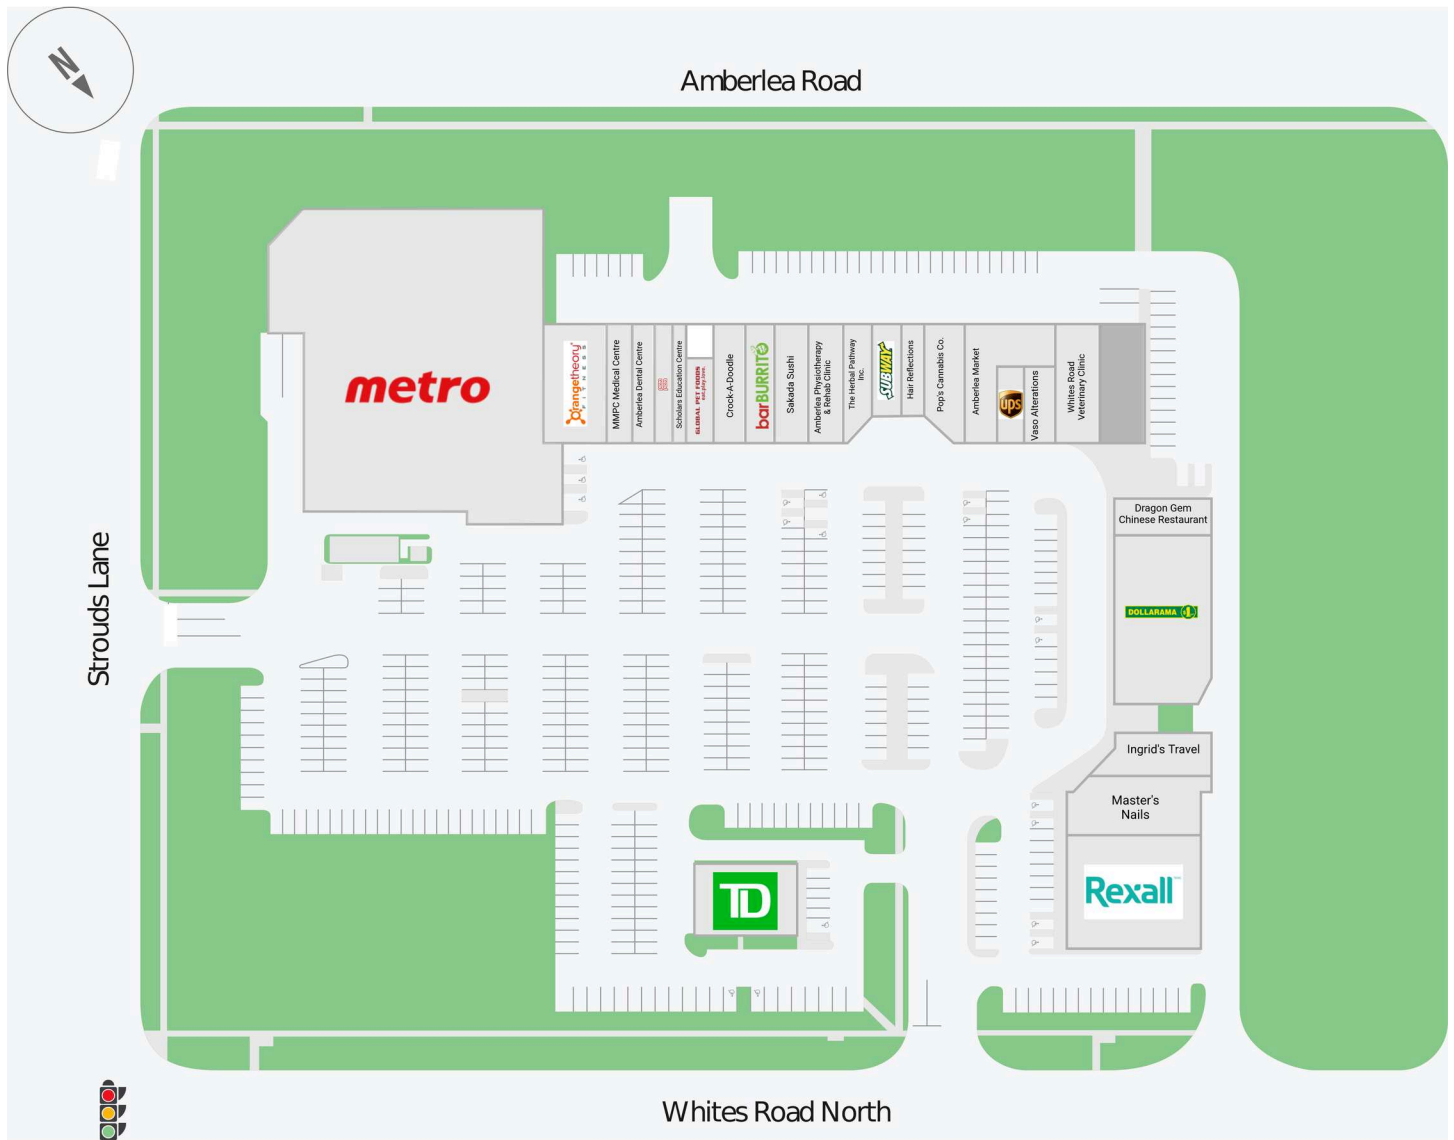 N
Amberlea Road
Strouds Lane
metro
Orangetheory
FITNESS
MMPC Medical Centre
Amberlea Dental Centre
Scholars Education Centre
GLOBAL PET FOODS
eat.play.love.
Crock-A-Doodle
barBURRITO
Sakada Sushi
Amberlea Physiotherapy
& Rehab Clinic
The Herbal Pathway
Inc.
SUBWAY
Hair Reflections
Pop's Cannabis Co.
Amberlea Market
ups
Vaso Alterations
Whites Road
Veterinary Clinic
Dragon Gem
Chinese Restaurant
DOLLARAMA
Ingrid's Travel
Master's
Nails
Rexall
TD
Whites Road North